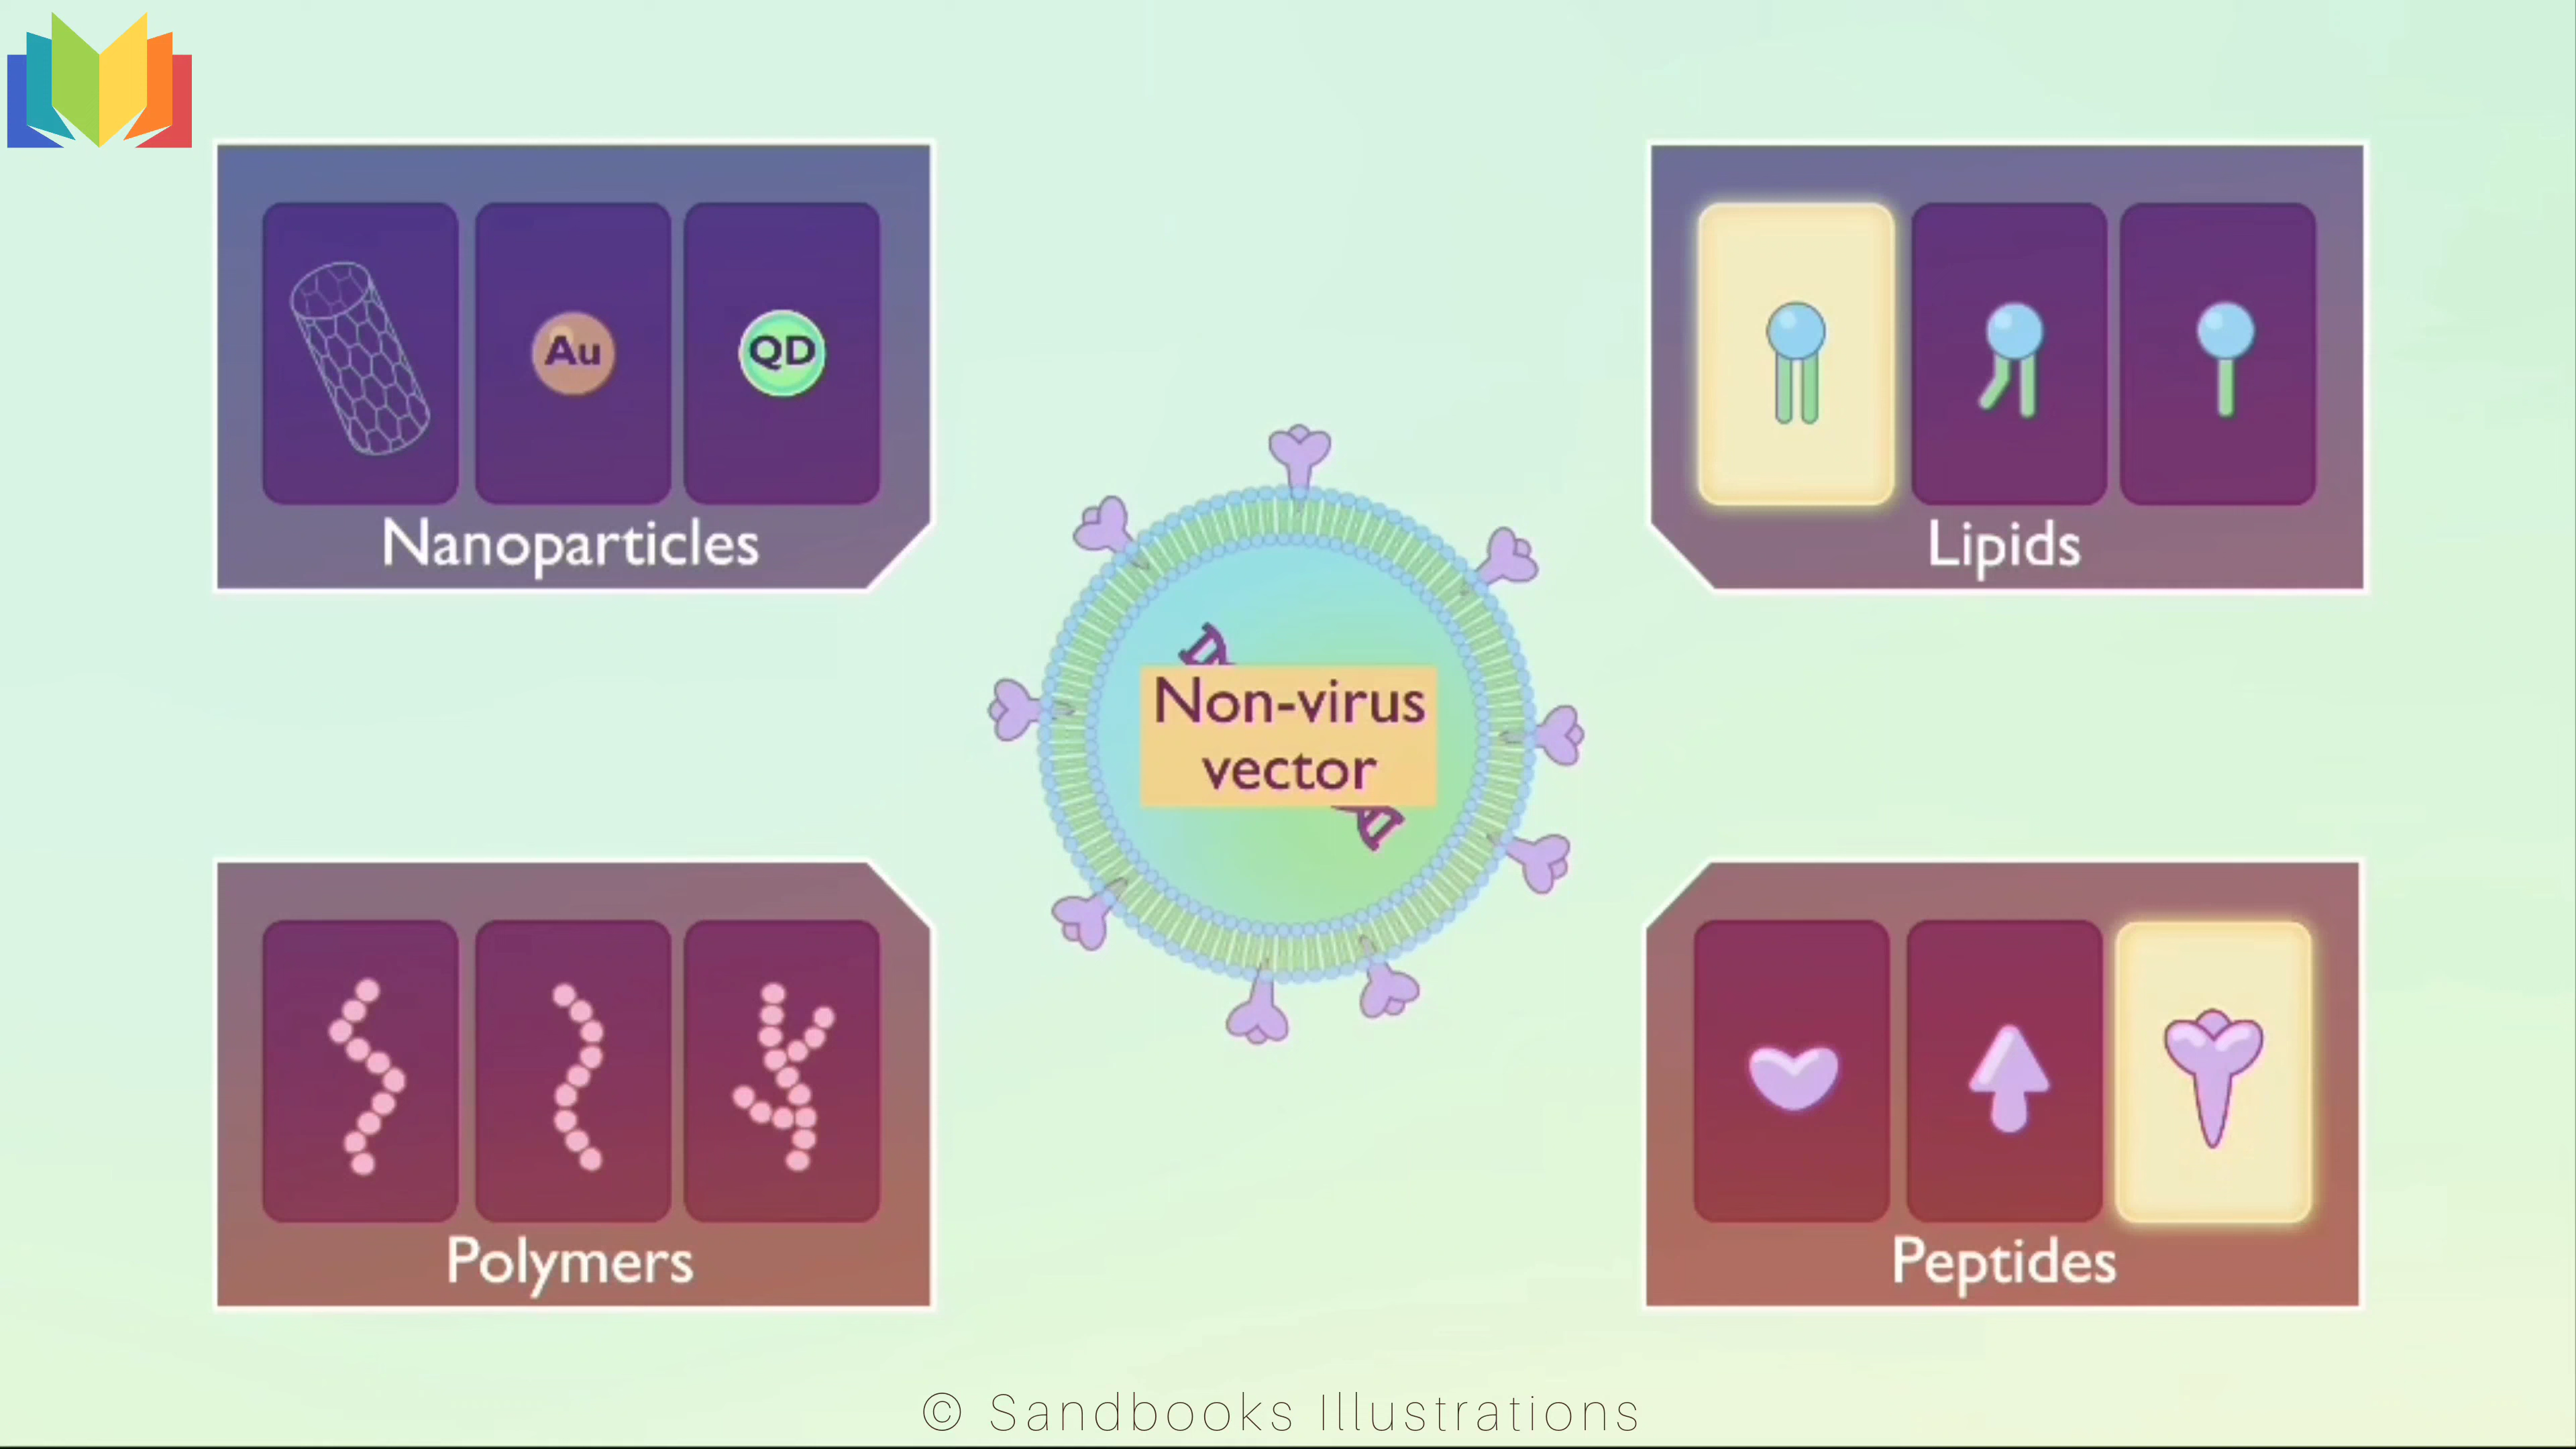 Au
QD
Nanoparticles
Lipids
Non-virus
vector
Polymers
Peptides
© Sandbooks Illustrations